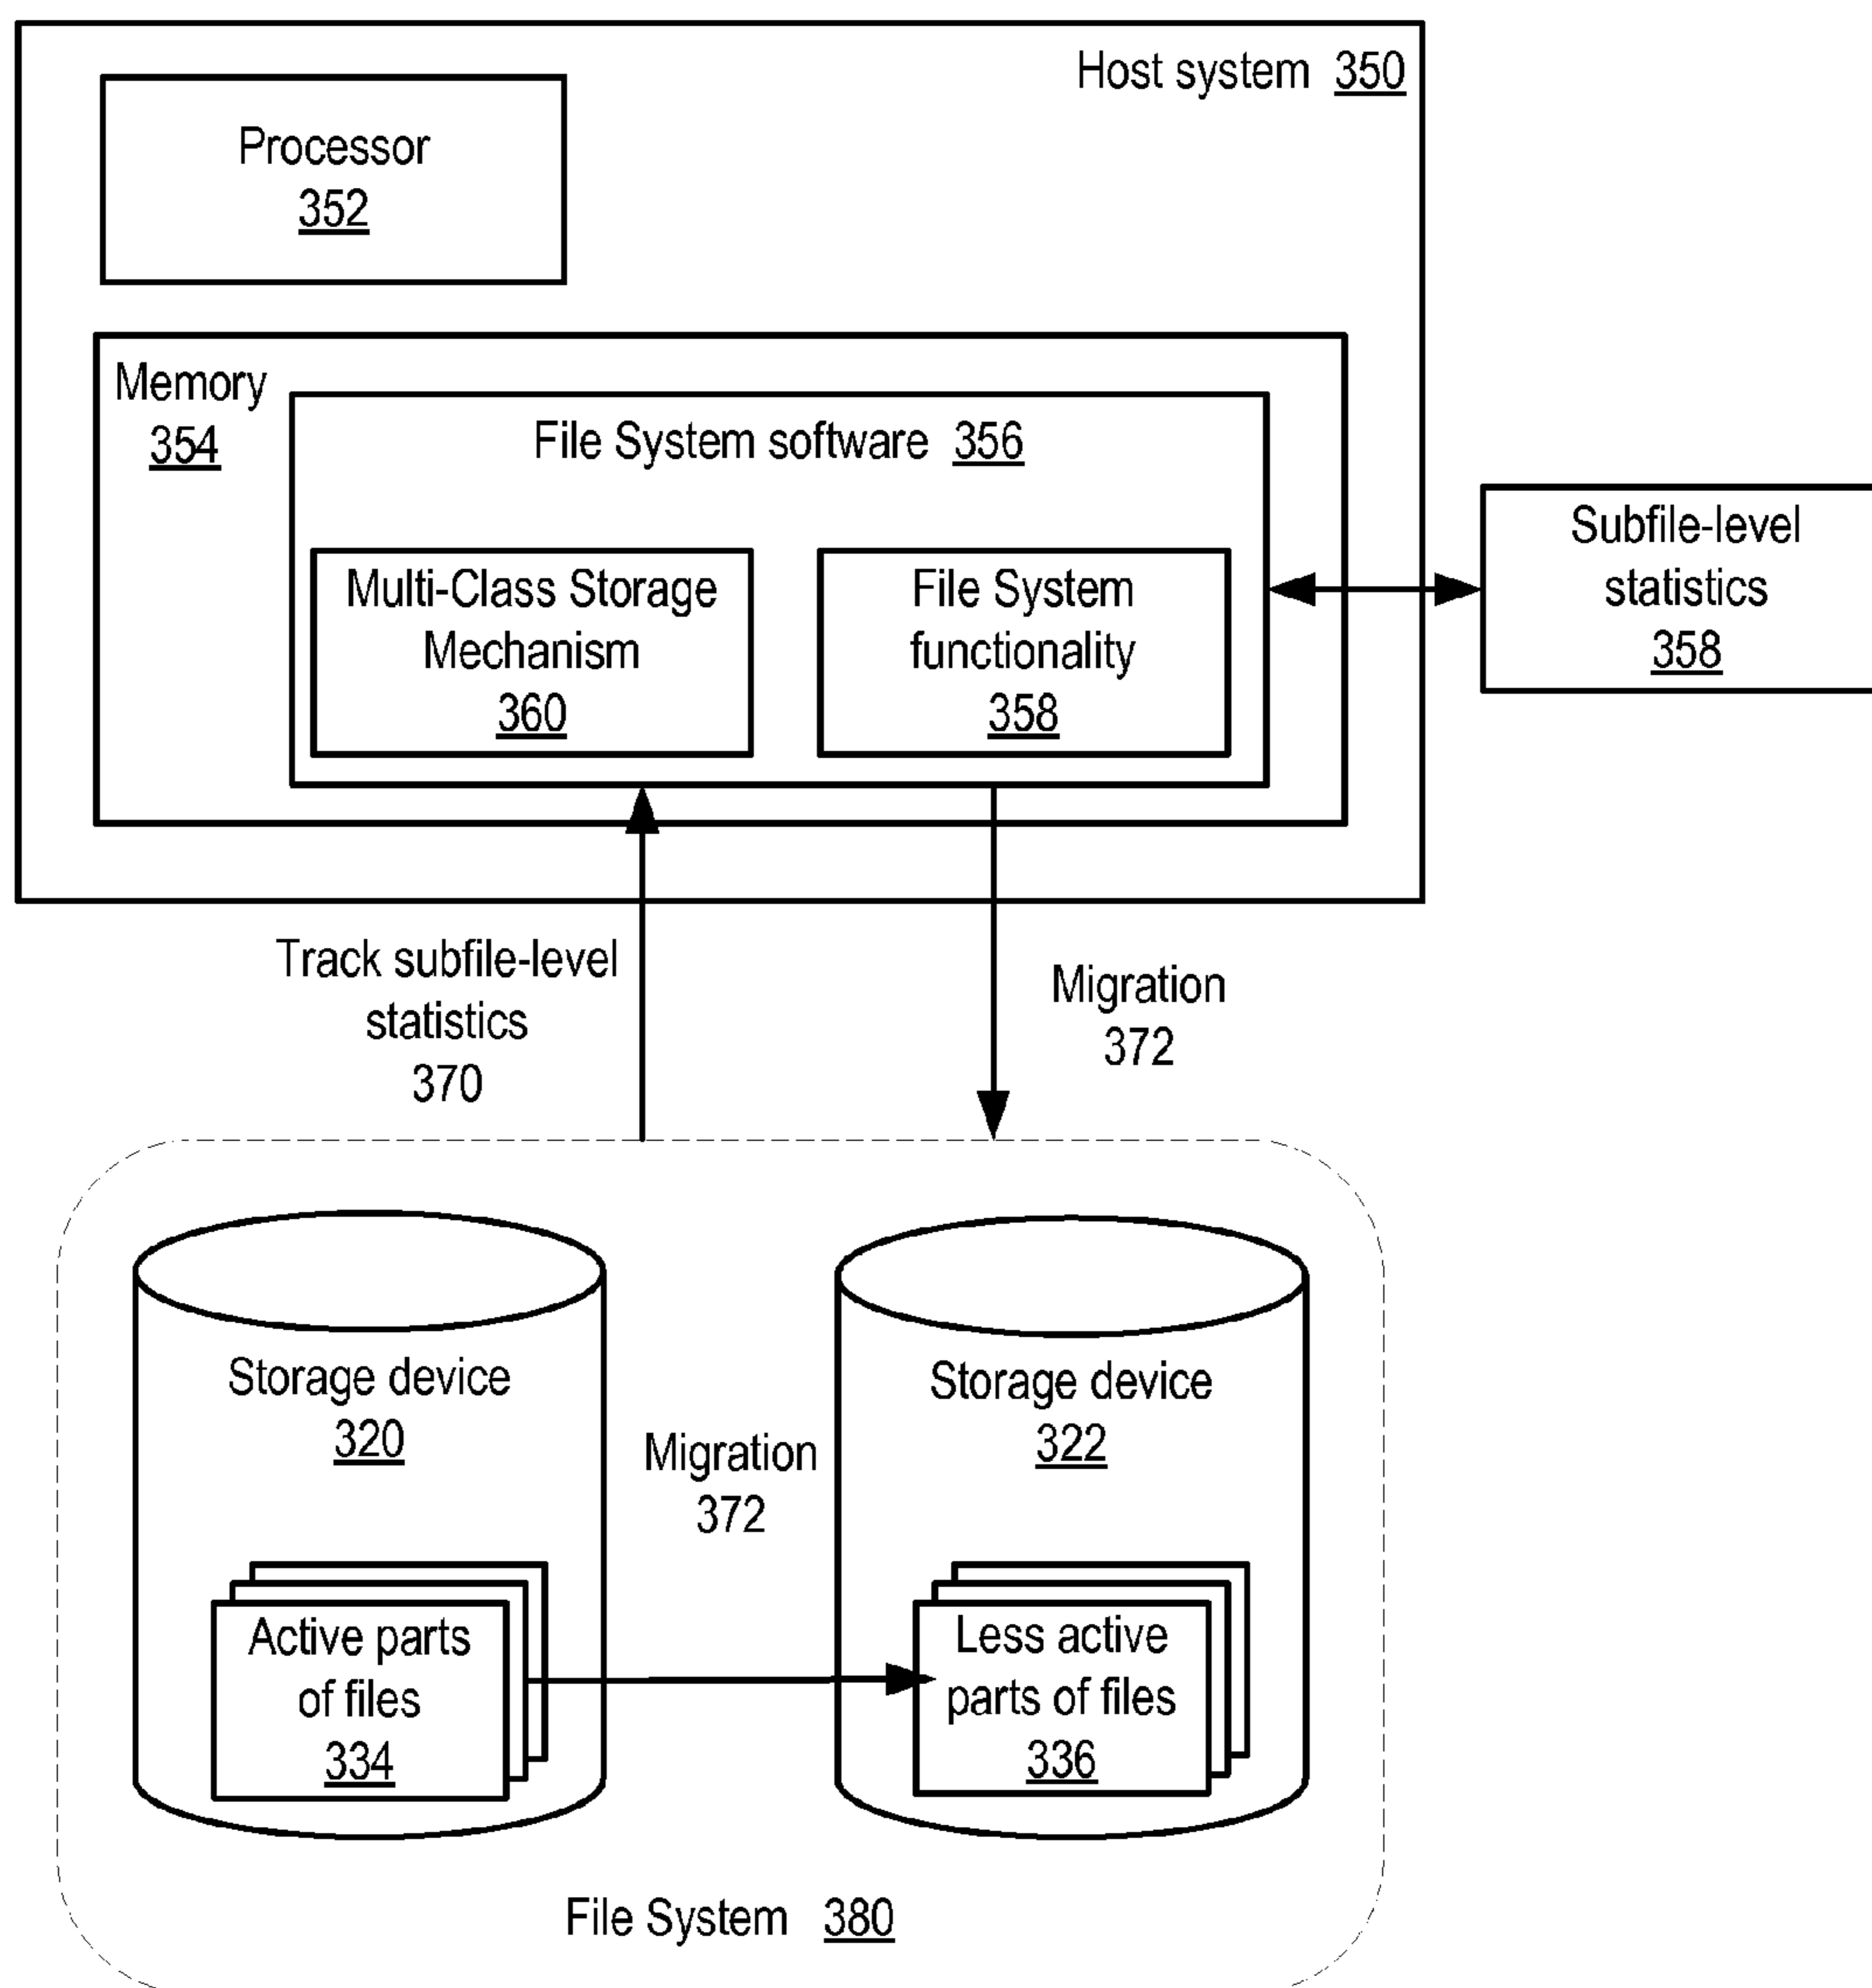 Host system 350
Processor
352
Memory
354
File System software 356
Multi-Class Storage
Mechanism
360
File System
functionality
358
Subfile-level
statistics
358
Track subfile-level
statistics
370
Migration
372
Storage device
320
Storage device
322
Migration
372
Active parts
of files
334
Less active
parts of files
336
File System 380